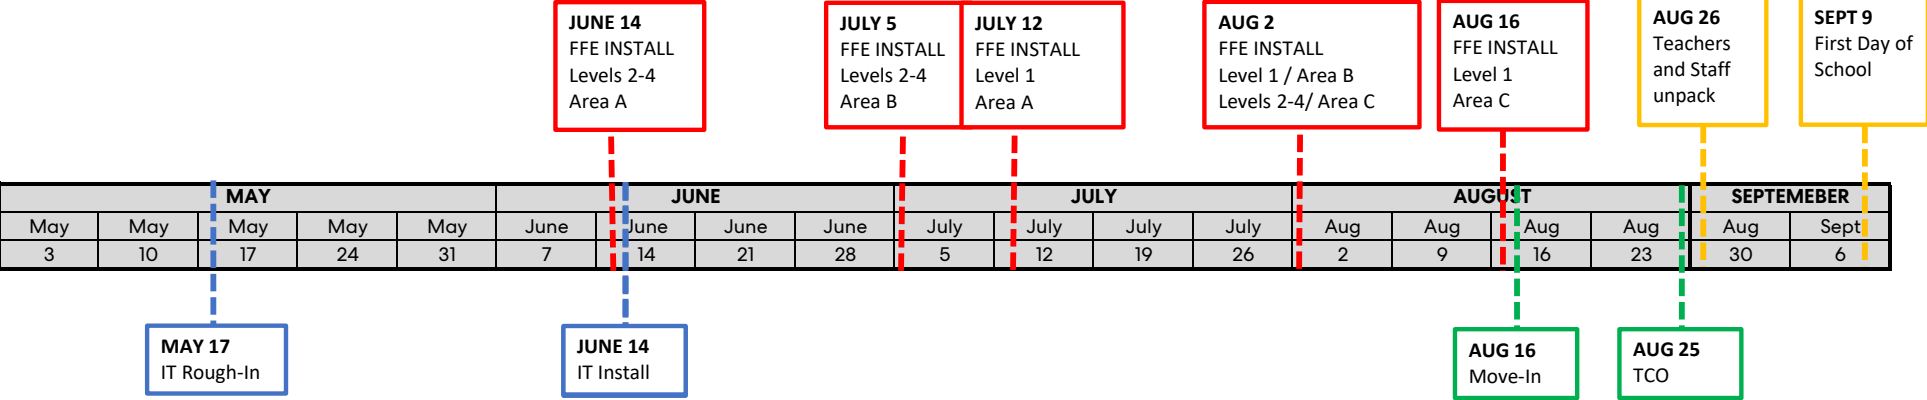 JUNE 14
FFE INSTALL
Levels 2-4
Area A
JULY 5
FFE INSTALL
Levels 2-4
Area B
JULY 12
FFE INSTALL
Level 1
Area A
AUG 2
FFE INSTALL
Level 1 / Area B
Levels 2-4/ Area C
AUG 16
FFE INSTALL
Level 1
Area C
AUG 26
Teachers
and Staff
unpack
SEPT 9
First Day of
School
MAY JUNE JULY AUGUST SEPTEMEBER
May May May May May June June June June July July July July Aug Aug Aug Aug Aug Sept
3 10 17 24 31 7 14 21 28 5 12 19 26 2 9 16 23 30 6
MAY 17
IT Rough-In
JUNE 14
IT Install
AUG 16
Move-In
AUG 25
TCO